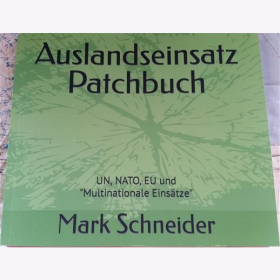 Auslandseinsatz
Patchbuch
UN, NATO, EU und
"Multinationale Einsätze"
Mark Schneider